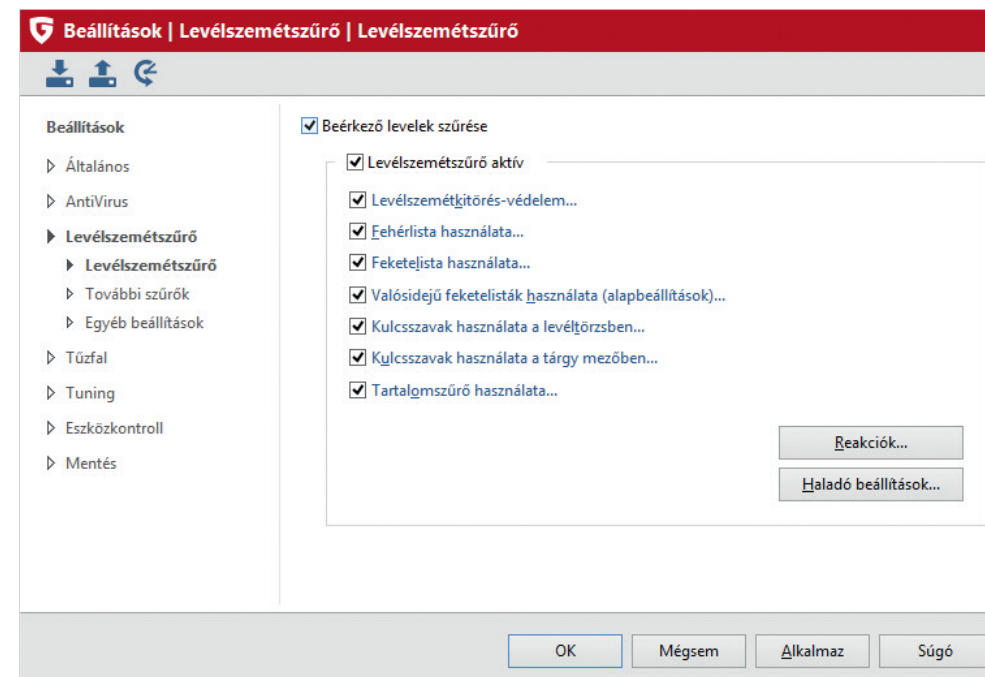 Beállítások | Levélszemétszűrő | Levélszemétszűrő
Beállítások
Általános
AntiVirus
Levélszemétszűrő
Levélszemétszűrő
További szűrők
Egyéb beállítások
Tűzfal
Tuning
Eszközkontroll
Mentés
Beérkező levelek szűrése
Levélszemétszűrő aktív
Levélszemétkitörés-védelem...
Fehérlista használata...
Feketelista használata...
Valósidejű feketelisták használata (alapbeállítások)...
Kulcsszavak használata a levéltörzsben...
Kulcsszavak használata a tárgy mezőben...
Tartalomszűrő használata...
Reakciók...
Haladó beállítások...
OK
Mégsem
Alkalmaz
Súgó